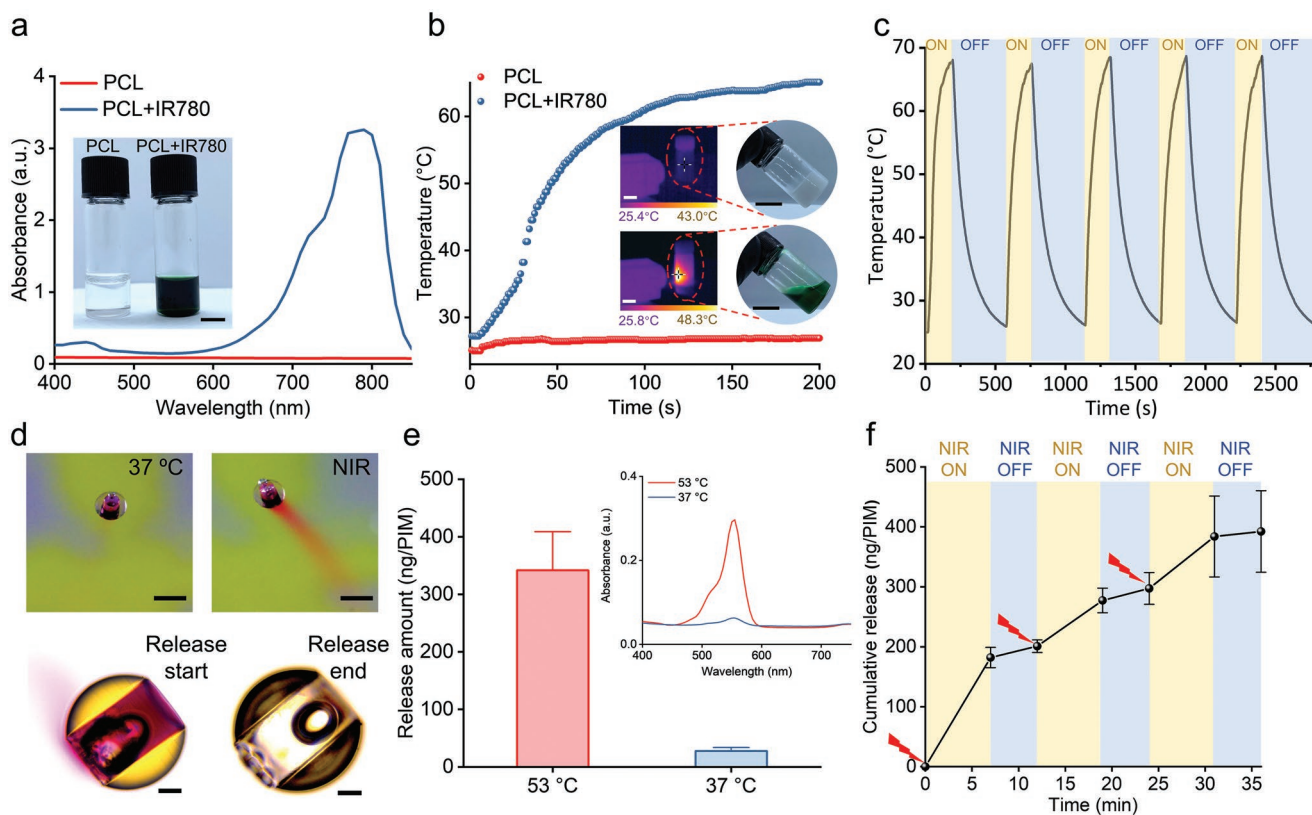 a
PCL
PCL+IR780
Absorbance (a.u.)
4
3
2
1
0
PCL PCL+IR780
400 500 600 700 800
Wavelength (nm)
b
PCL
PCL+IR780
Temperature (°C)
60
50
40
30
25.4°C 43.0°C
25.8°C 48.3°C
0 50 100 150 200
Time (s)
c
ON OFF ON OFF ON OFF ON OFF ON OFF
Temperature (°C)
70
60
50
40
30
20
0 500 1000 1500 2000 2500
Time (s)
d
37 ºC
NIR
Release
start
Release
end
e
Release amount (ng/PIM)
500
400
300
200
100
0
53 °C 37 °C
53 °C
37 °C
Absorbance (a.u.)
0.4
0.2
0.0
400 500 600 700
Wavelength (nm)
f
NIR NIR NIR NIR NIR NIR
ON OFF ON OFF ON OFF
Cumulative release (ng/PIM)
500
400
300
200
100
0
0 5 10 15 20 25 30 35
Time (min)